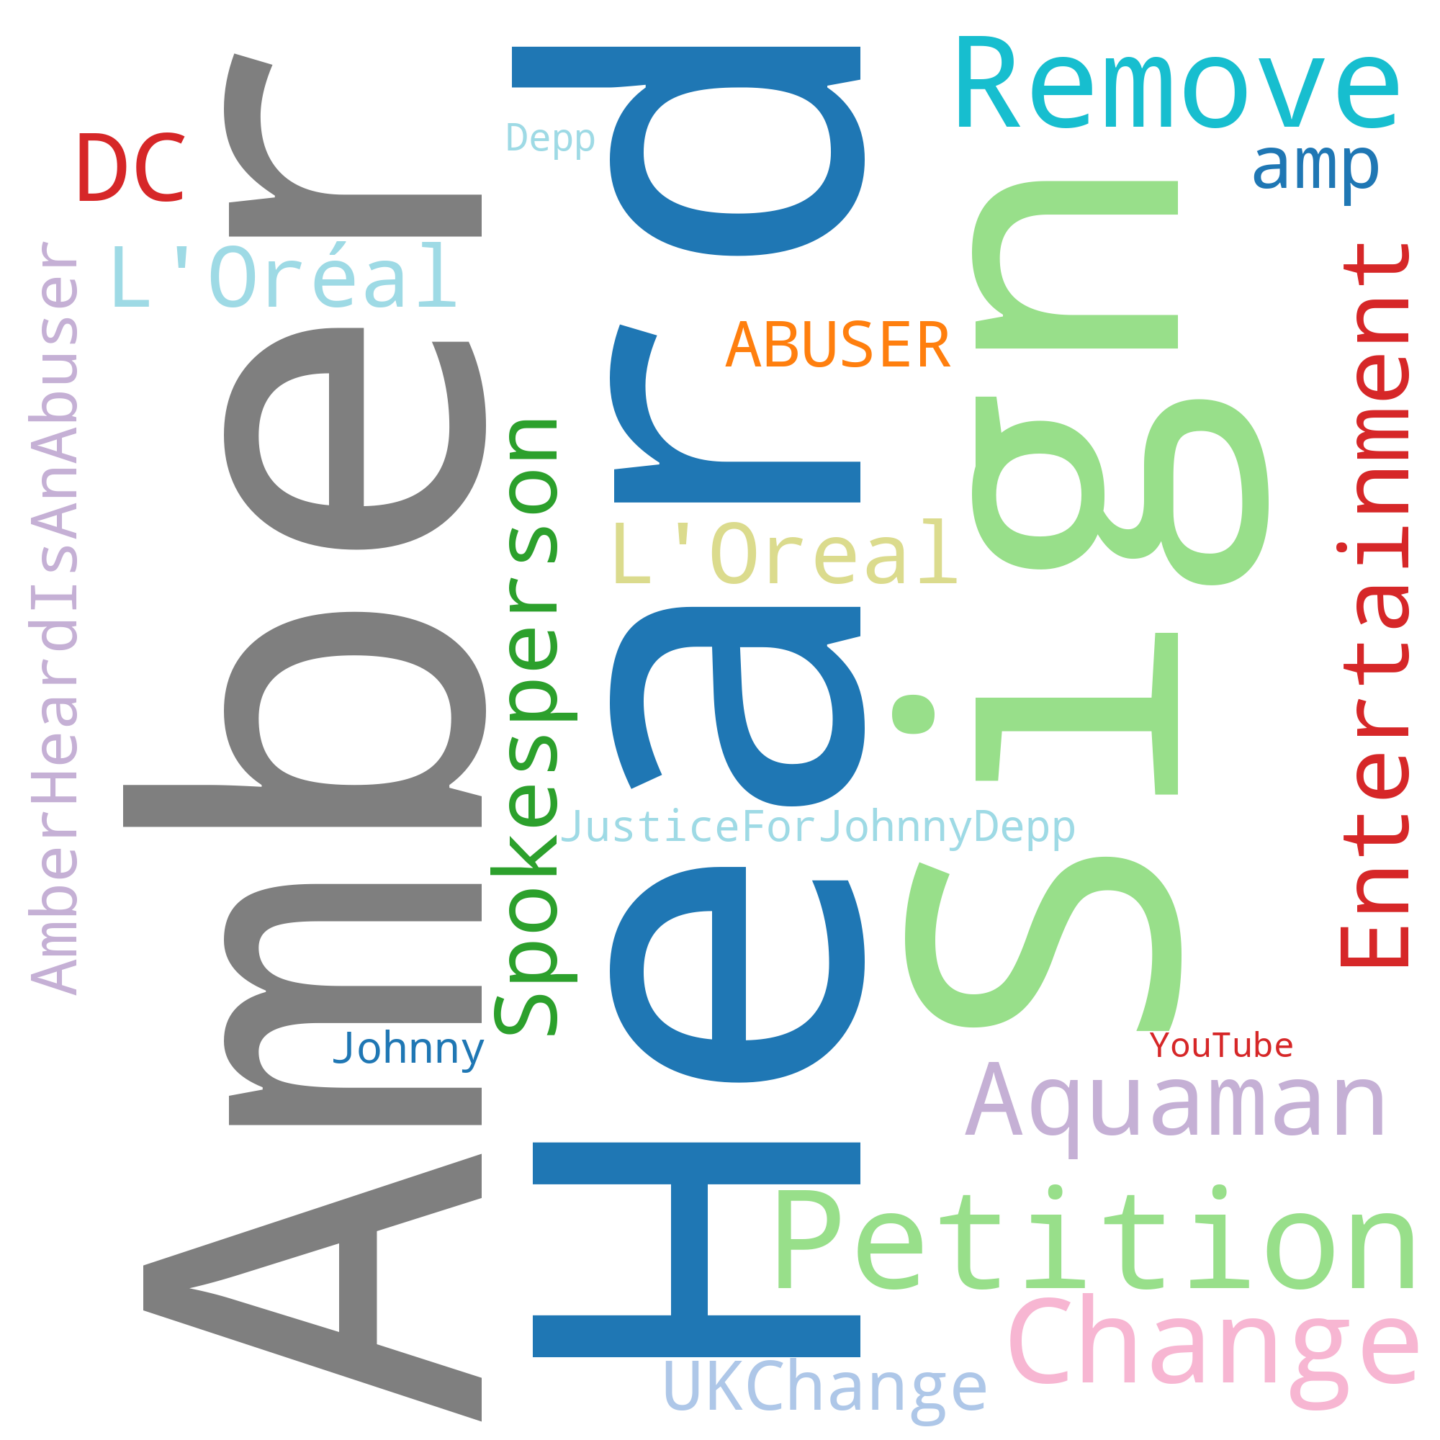 Remove
DC
Depp
amp
L'Oréal
AmberHeardIsAnAbuser
Amber
Heard
Sign
Entertainment
ABUSER
Spokesperson
L'Oreal
JusticeForJohnnyDepp
Johnny
YouTube
Aquaman
Petition
Change
UKChange